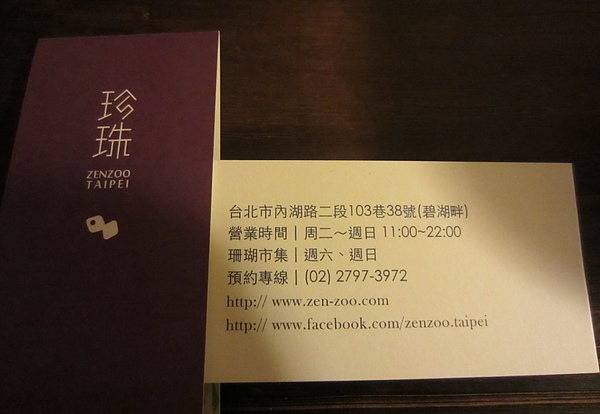 珍珠
ZENZOO
TAIPEI
台北市內湖路二段103巷38號(碧湖畔)
營業時間｜周二～週日 11:00~22:00
珊瑚市集｜週六、週日
預約專線｜(02) 2797-3972
http:// www.zen-zoo.com
http:// www.facebook.com/zenzoo.taipei